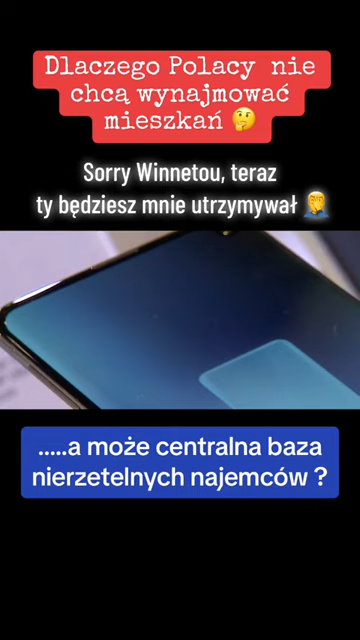 Dlaczego Polacy nie
chcą wynajmować
mieszkań 🤔
Sorry Winnetou, teraz
ty będziesz mnie utrzymywał 🤦
.....a może centralna baza
nierzetelnych najemców ?